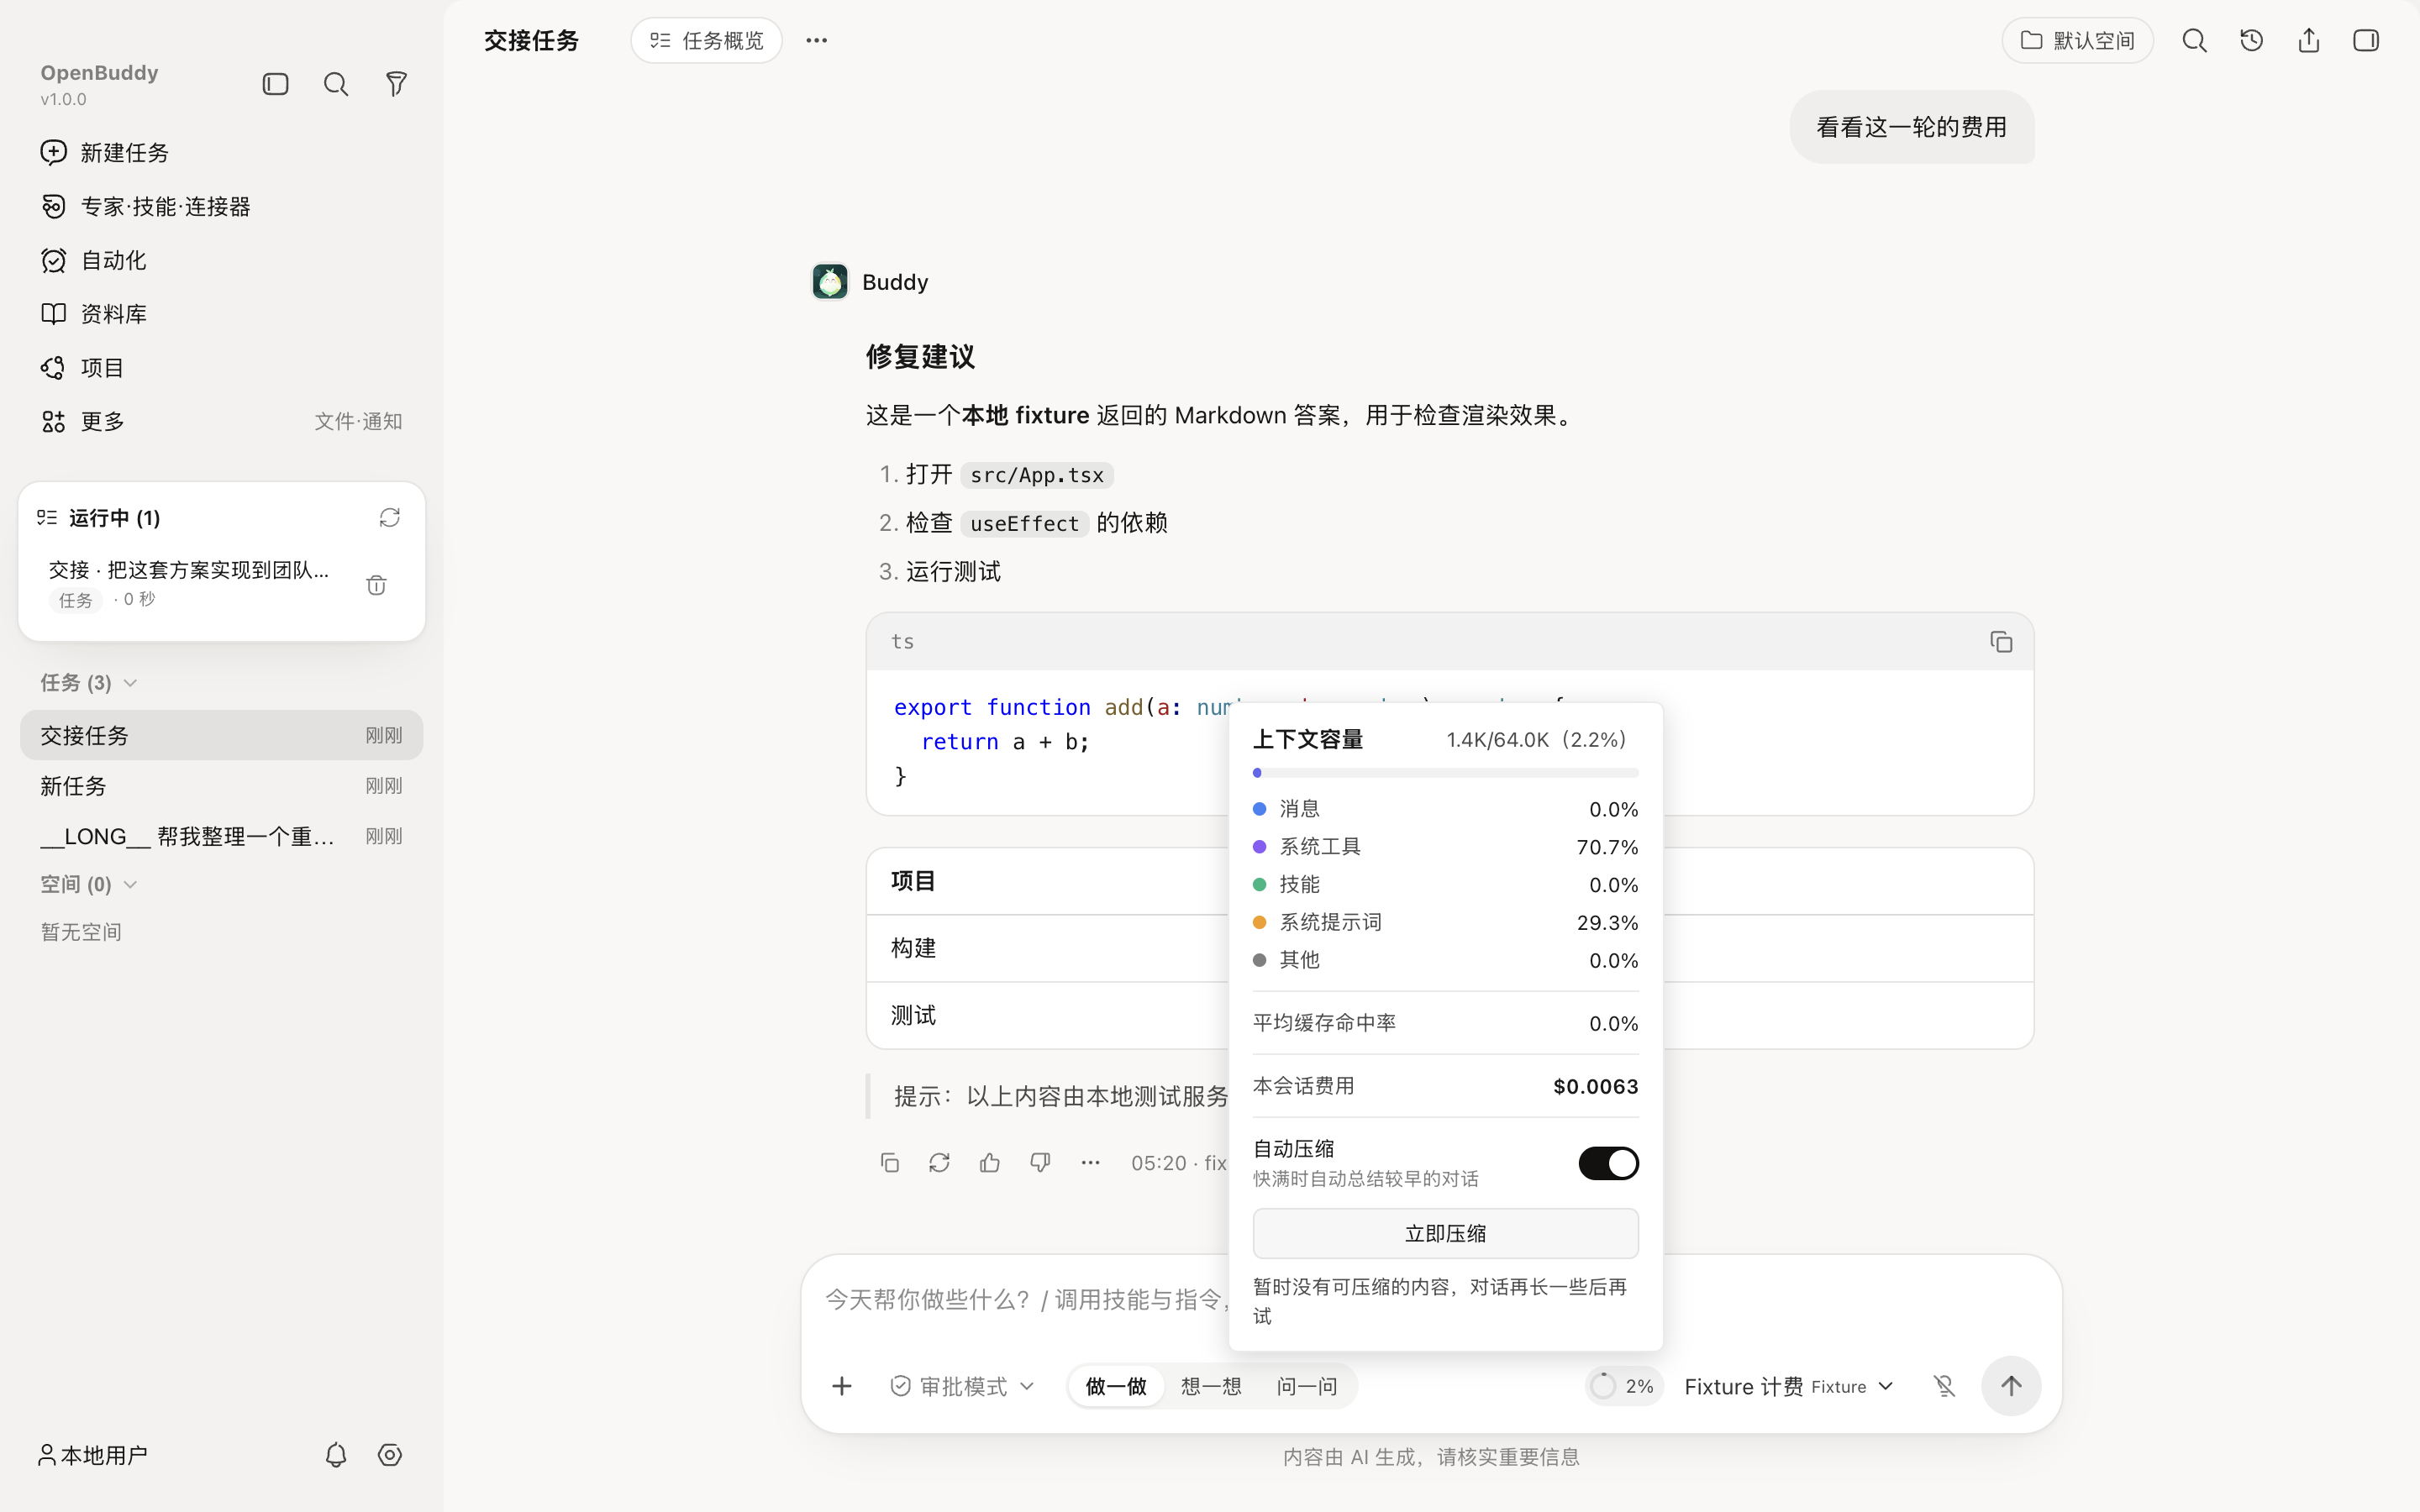 OpenBuddy
v1.0.0
新建任务
专家·技能·连接器
自动化
资料库
项目
更多
文件·通知
运行中 (1)
交接 · 把这套方案实现到团队...
任务 · 0 秒
任务 (3)
交接任务 刚刚
新任务 刚刚
__LONG__ 帮我整理一个重... 刚刚
空间 (0)
暂无空间
本地用户
交接任务
任务概览
默认空间
看看这一轮的费用
Buddy
修复建议
这是一个本地 fixture 返回的 Markdown 答案，用于检查渲染效果。
1. 打开 src/App.tsx
2. 检查 useEffect 的依赖
3. 运行测试
ts
export function add(a:
return a + b;
}
项目
构建
测试
提示：以上内容由本地测试服务
05:20 · fix
上下文容量 1.4K/64.0K（2.2%）
消息 0.0%
系统工具 70.7%
技能 0.0%
系统提示词 29.3%
其他 0.0%
平均缓存命中率 0.0%
本会话费用 $0.0063
自动压缩
快满时自动总结较早的对话
立即压缩
暂时没有可压缩的内容，对话再长一些后再
试
今天帮你做些什么？/ 调用技能与指令，
审批模式
做一做 想一想 问一问
2%
Fixture 计费 Fixture
内容由 AI 生成，请核实重要信息